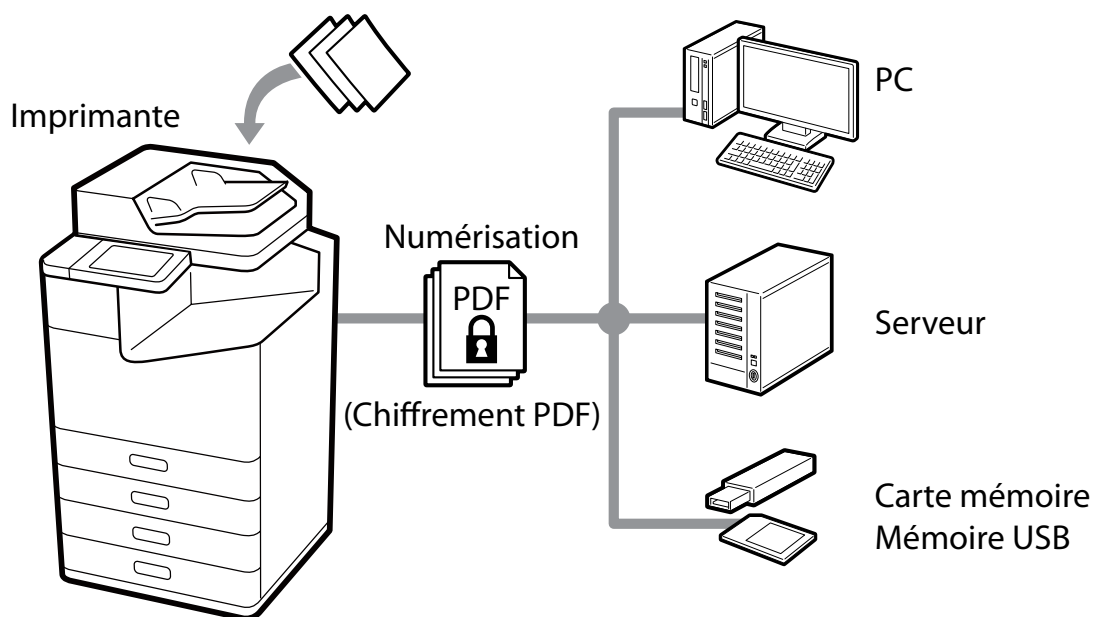 Imprimante
Numérisation
PDF
(Chiffrement PDF)
PC
Serveur
Carte mémoire
Mémoire USB